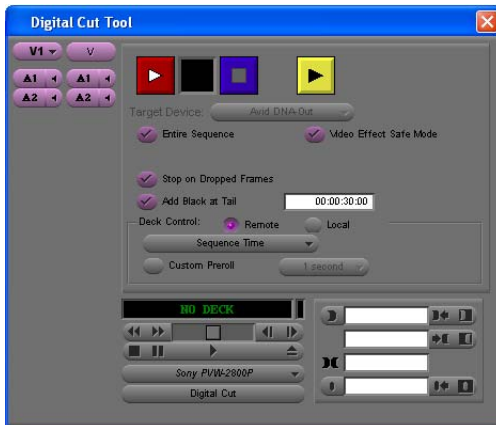 Digital Cut Tool
V1 V
A1 A1
A2 A2
Target Device: Avid DNA-Out
Entire Sequence Video Effect Safe Mode
Stop on Dropped Frames
Add Black at Tail 00:00:30:00
Deck Control: Remote Local
Sequence Time
Custom Preroll 1 second
NO DECK
Sony PVW-2800P
Digital Cut